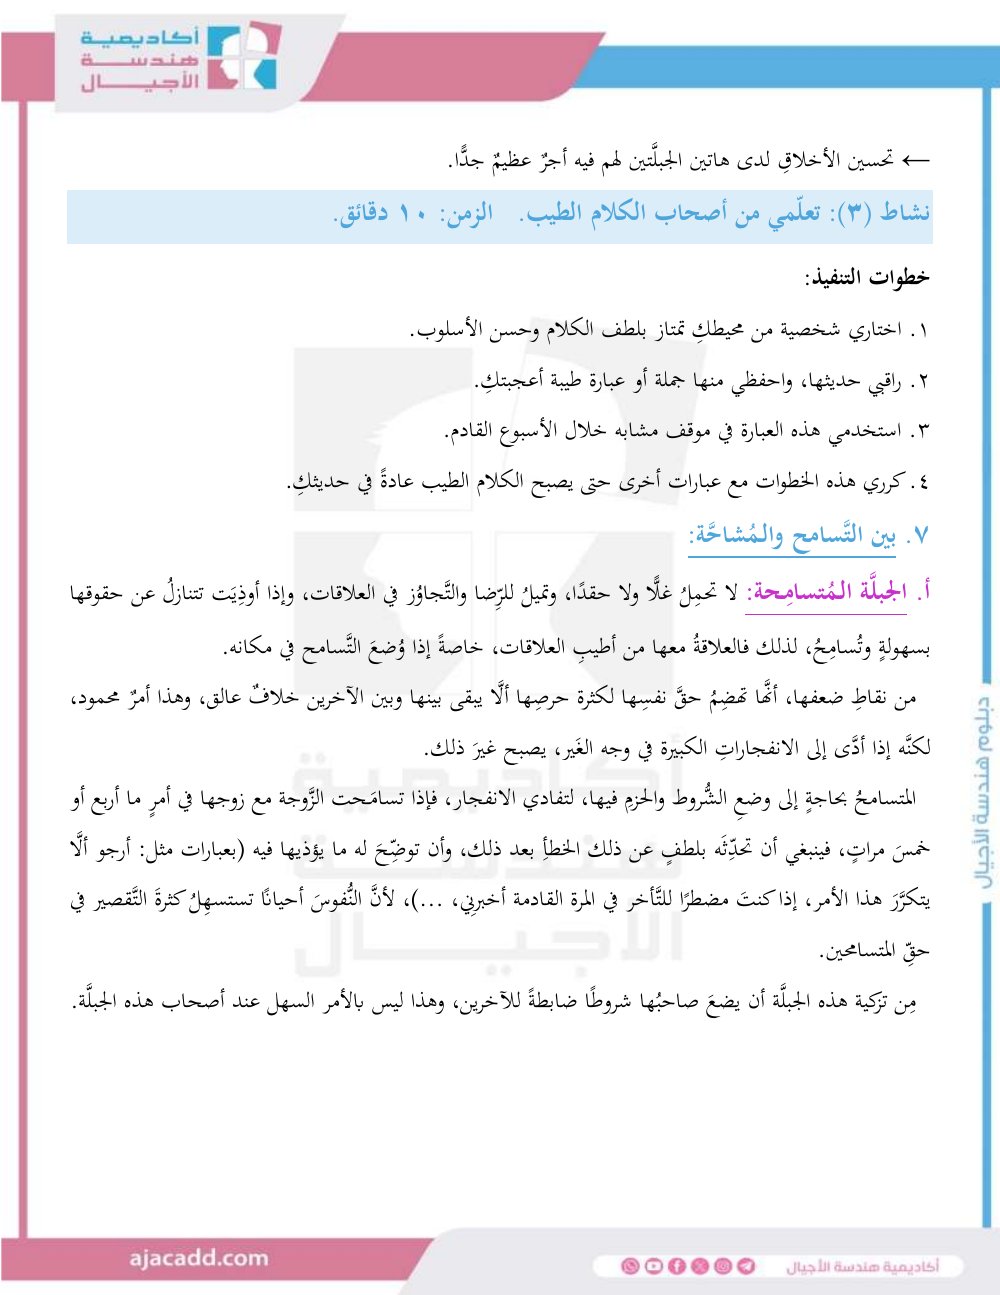 أكاديمية
هندسة
الأجيال
← تحسين الأخلاقِ لدى هاتين الجبلَّتين لهم فيه أجرٌ عظيمٌ جدًّا.
نشاط (٣): تعلّمي من أصحاب الكلام الطيب. الزمن: ١٠ دقائق.
خطوات التنفيذ:
١. اختاري شخصية من محيطكِ تمتاز بلطف الكلام وحسن الأسلوب.
٢. راقبي حديثها، واحفظي منها جملة أو عبارة طيبة أعجبتكِ.
٣. استخدمي هذه العبارة في موقف مشابه خلال الأسبوع القادم.
٤. كرري هذه الخطوات مع عبارات أخرى حتى يصبح الكلام الطيب عادةً في حديثكِ.
٧. بين التَّسامح والـمُشاحَّة:
أ. الجبلَّة الـمُتسامِحة: لا تحمِلُ غلًّا ولا حقدًا، وتميلُ للرِّضا والتَّجاوُز في العلاقات، وإذا أوذِيَت تتنازلُ عن حقوقها
بسهولةٍ وتُسامِحُ، لذلك فالعلاقةُ معها من أطيبِ العلاقات، خاصةً إذا وُضعَ التَّسامح في مكانه.
من نقاطِ ضعفها، أنَّها تهضِمُ حقَّ نفسِها لكثرة حرصِها ألَّا يبقى بينها وبين الآخرين خلافٌ عالق، وهذا أمرٌ محمود،
لكنَّه إذا أدَّى إلى الانفجاراتِ الكبيرة في وجه الغَير، يصبح غيرَ ذلك.
المتسامحُ بحاجةٍ إلى وضعِ الشُّروط والحزمِ فيها، لتفادي الانفجار، فإذا تسامَحت الزَّوجة مع زوجها في أمرٍ ما أربع أو
خمسَ مراتٍ، فينبغي أن تحدِّثَه بلطفٍ عن ذلك الخطأِ بعد ذلك، وأن توضِّحَ له ما يؤذيها فيه (بعبارات مثل: أرجو ألَّا
يتكرَّرَ هذا الأمر، إذا كنتَ مضطرًا للتَّأخر في المرة القادمة أخبرنِي، ...)، لأنَّ النُّفوسَ أحيانًا تستسهِلُ كثرةَ التَّقصير في
حقّ المتسامحين.
مِن تزكية هذه الجبلَّة أن يضعَ صاحبُها شروطًا ضابطةً للآخرين، وهذا ليس بالأمر السهل عند أصحاب هذه الجبلَّة.
أكاديمية
هندسة
الأجيال
دبلوم هندسة الأجيال
ajacadd.com
أكاديمية هندسة الأجيال